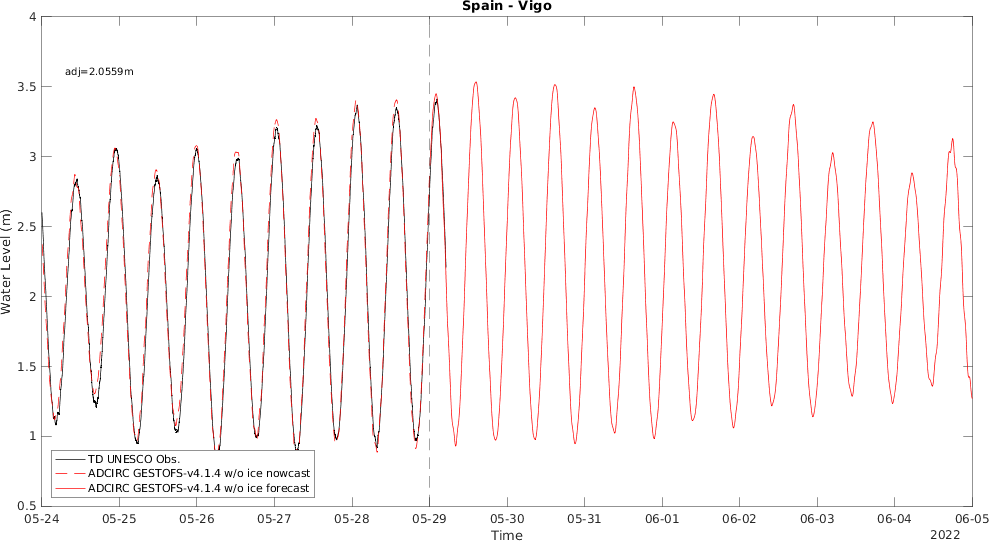 Spain - Vigo
4
adj=2.0559m
3.5
3
2.5
Water Level (m)
2
1.5
1
TD UNESCO Obs.
ADCIRC GESTOFS-v4.1.4 w/o ice nowcast
ADCIRC GESTOFS-v4.1.4 w/o ice forecast
0.5
05-24 05-25 05-26 05-27 05-28 05-29 05-30 05-31 06-01 06-02 06-03 06-04 06-05
Time
2022